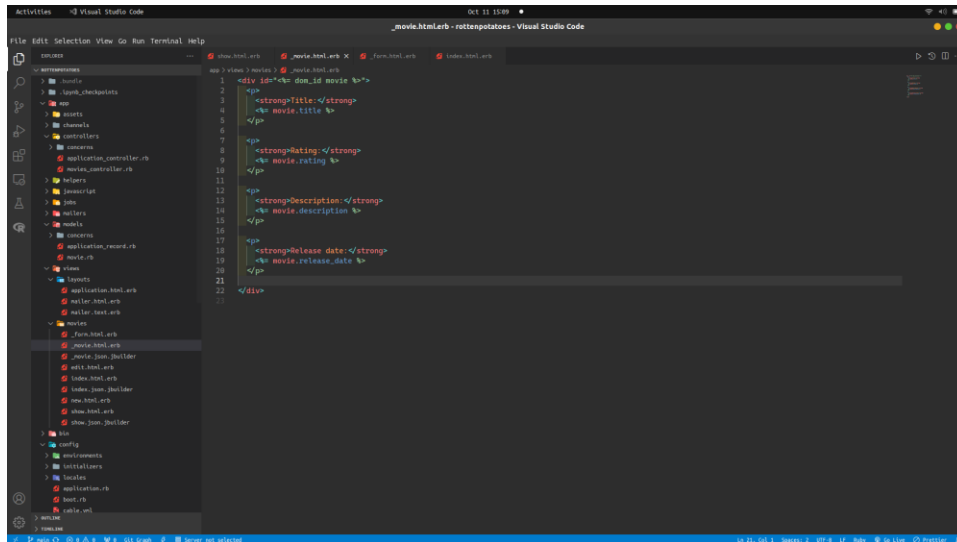 Activities Visual Studio Code Oct 11 15:09
_movie.html.erb - rottenpotatoes - Visual Studio Code
File Edit Selection View Go Run Terminal Help
EXPLORER
show.html.erb _movie.html.erb _form.html.erb index.html.erb
app > views > movies > _movie.html.erb
ROTTENPOTATOES
.bundle
.ipynb_checkpoints
app
assets
channels
controllers
concerns
application_controller.rb
movies_controller.rb
helpers
javascript
jobs
mailers
models
concerns
application_record.rb
movie.rb
views
layouts
application.html.erb
mailer.html.erb
mailer.text.erb
movies
_form.html.erb
_movie.html.erb
_movie.json.jbuilder
edit.html.erb
index.html.erb
index.json.jbuilder
new.html.erb
show.html.erb
show.json.jbuilder
bin
config
environments
initializers
locales
application.rb
boot.rb
cable.yml
OUTLINE
TIMELINE
1 <div id="<%= dom_id movie %>">
2 <p>
3 <strong>Title:</strong>
4 <%= movie.title %>
5 </p>
6
7 <p>
8 <strong>Rating:</strong>
9 <%= movie.rating %>
10 </p>
11
12 <p>
13 <strong>Description:</strong>
14 <%= movie.description %>
15 </p>
16
17 <p>
18 <strong>Release date:</strong>
19 <%= movie.release_date %>
20 </p>
21
22 </div>
23
main 0 0 0 Git Graph Server not selected Ln 21, Col 1 Spaces: 2 UTF-8 LF Ruby Go Live Prettier